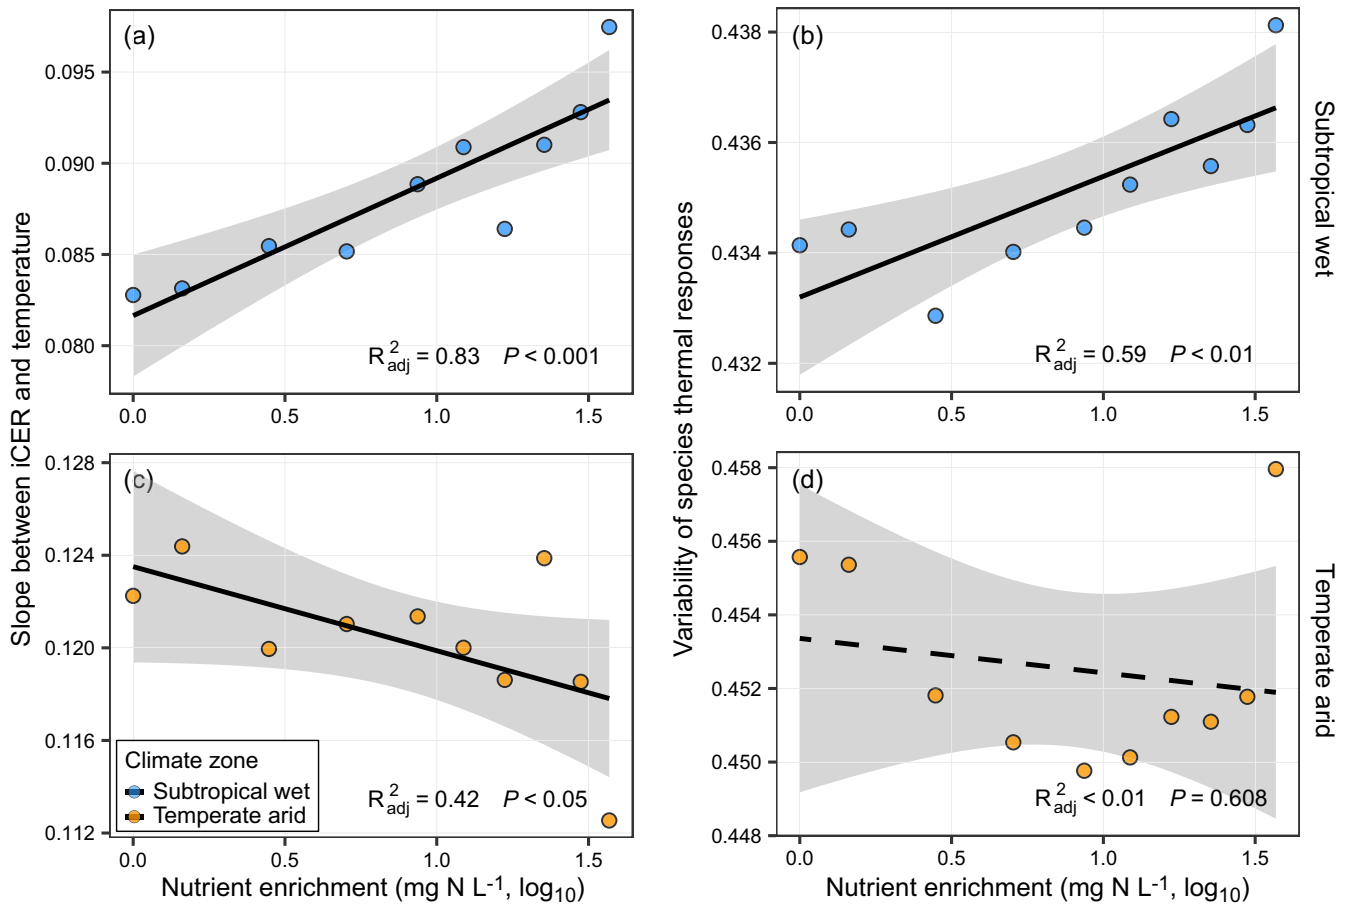 (a)
0.095
0.090
0.085
0.080
R²adj = 0.83 P < 0.001
0.0 0.5 1.0 1.5
(b)
0.438
0.436
0.434
0.432
R²adj = 0.59 P < 0.01
0.0 0.5 1.0 1.5
Subtropical wet
Slope between iCER and temperature
Variability of species thermal responses
(c)
0.128
0.124
0.120
0.116
0.112
Climate zone
Subtropical wet
Temperate arid
R²adj = 0.42 P < 0.05
0.0 0.5 1.0 1.5
Nutrient enrichment (mg N L⁻¹, log₁₀)
(d)
0.458
0.456
0.454
0.452
0.450
0.448
R²adj < 0.01 P = 0.608
0.0 0.5 1.0 1.5
Nutrient enrichment (mg N L⁻¹, log₁₀)
Temperate arid